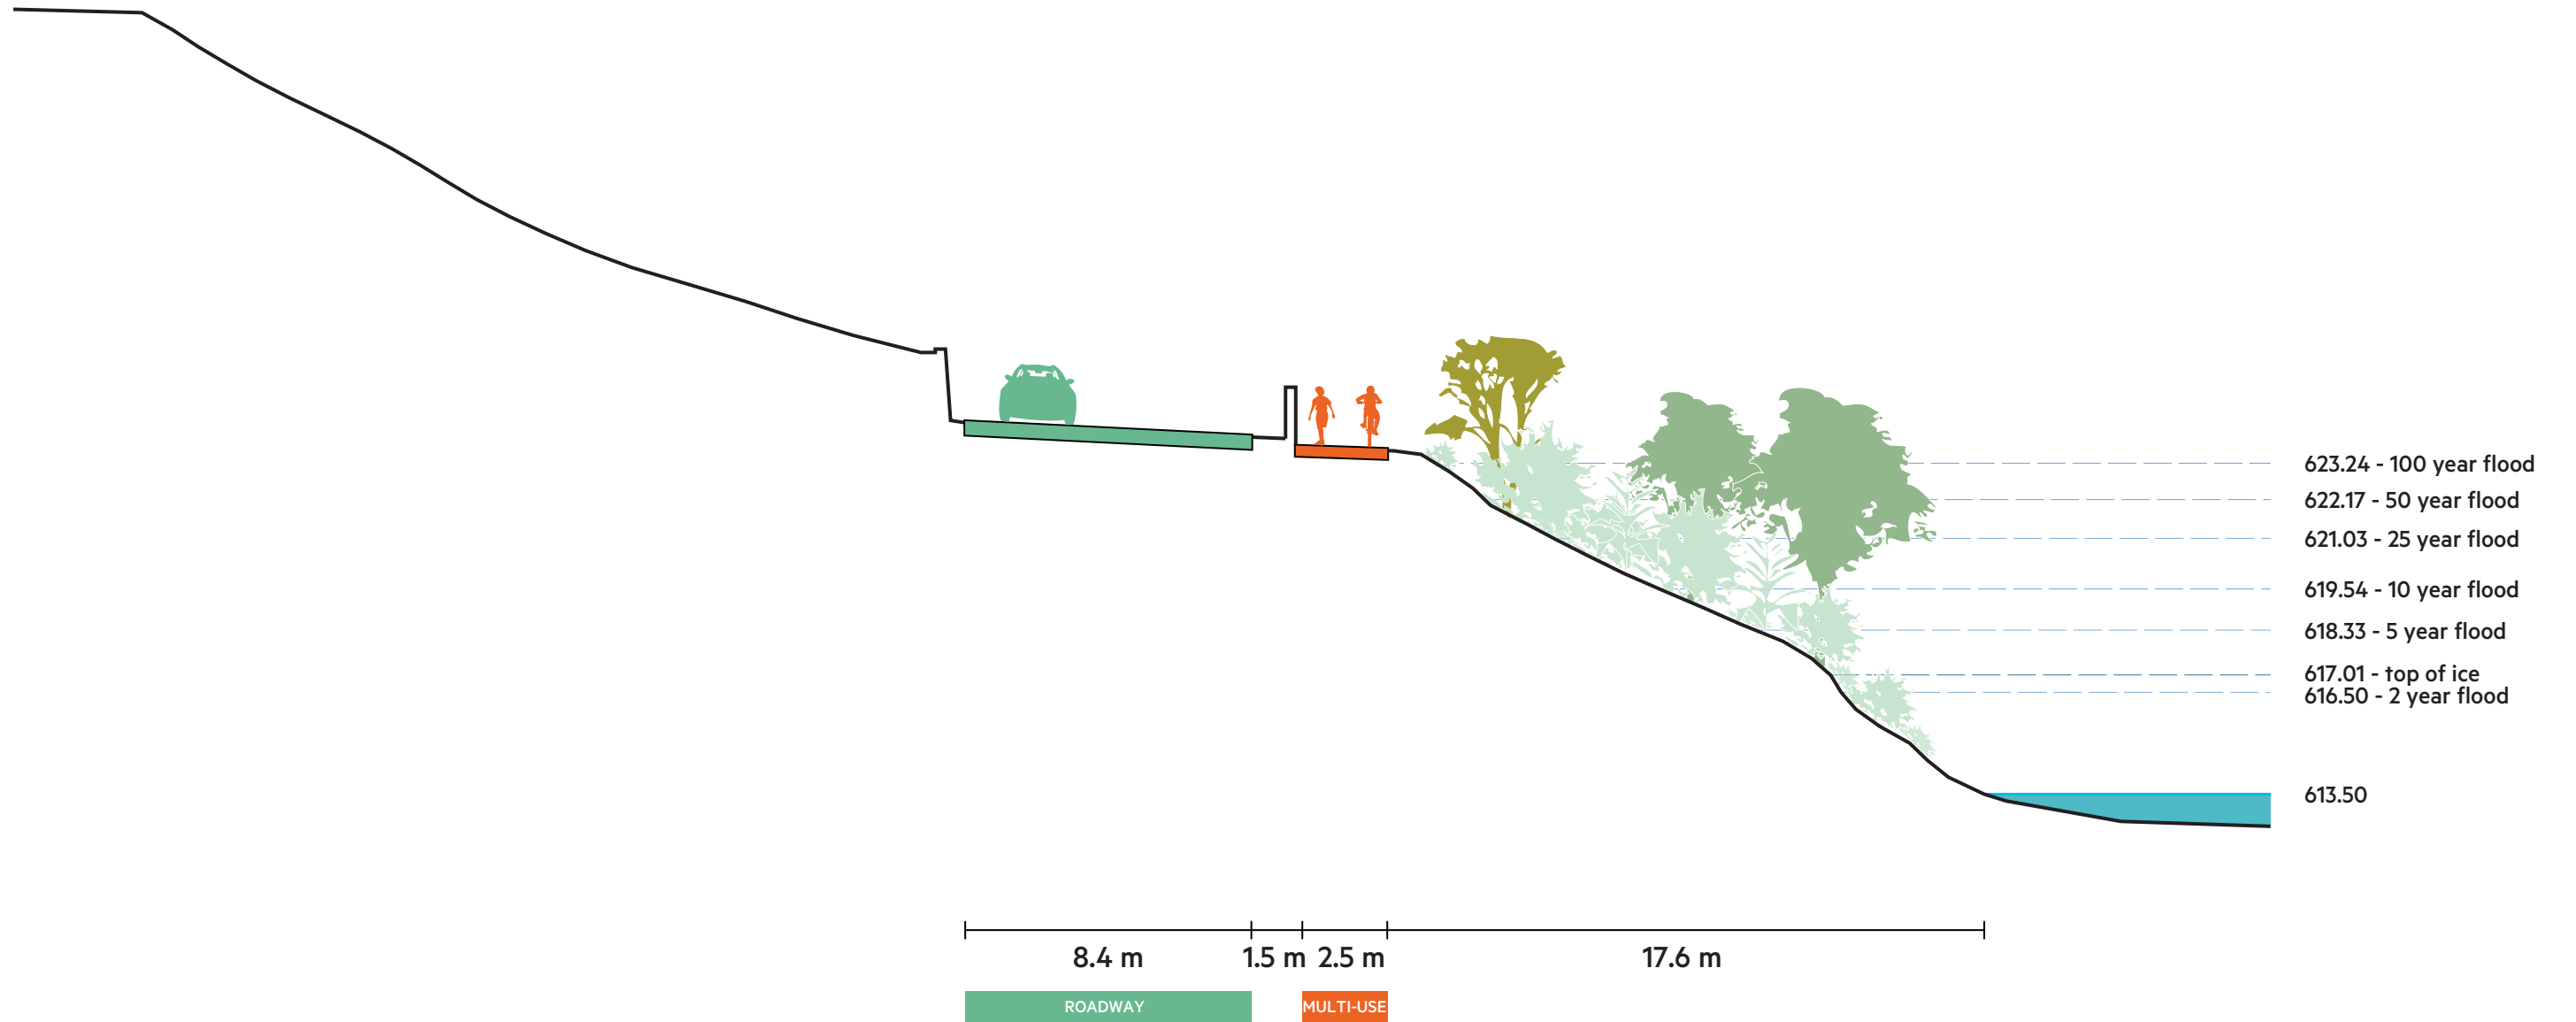 623.24 - 100 year flood
622.17 - 50 year flood
621.03 - 25 year flood
619.54 - 10 year flood
618.33 - 5 year flood
617.01 - top of ice
616.50 - 2 year flood
613.50
8.4 m 1.5 m 2.5 m 17.6 m
ROADWAY MULTI-USE